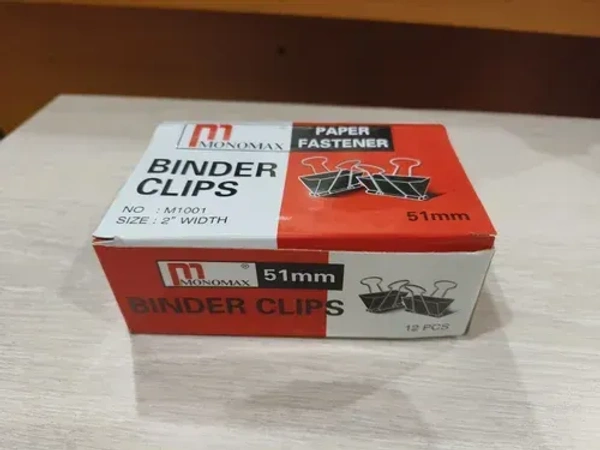 m
MONOMAX
PAPER
FASTENER
BINDER
CLIPS
NO : M1001
SIZE : 2" WIDTH
51mm
m ®
MONOMAX
51mm
BINDER CLIPS
12 PCS